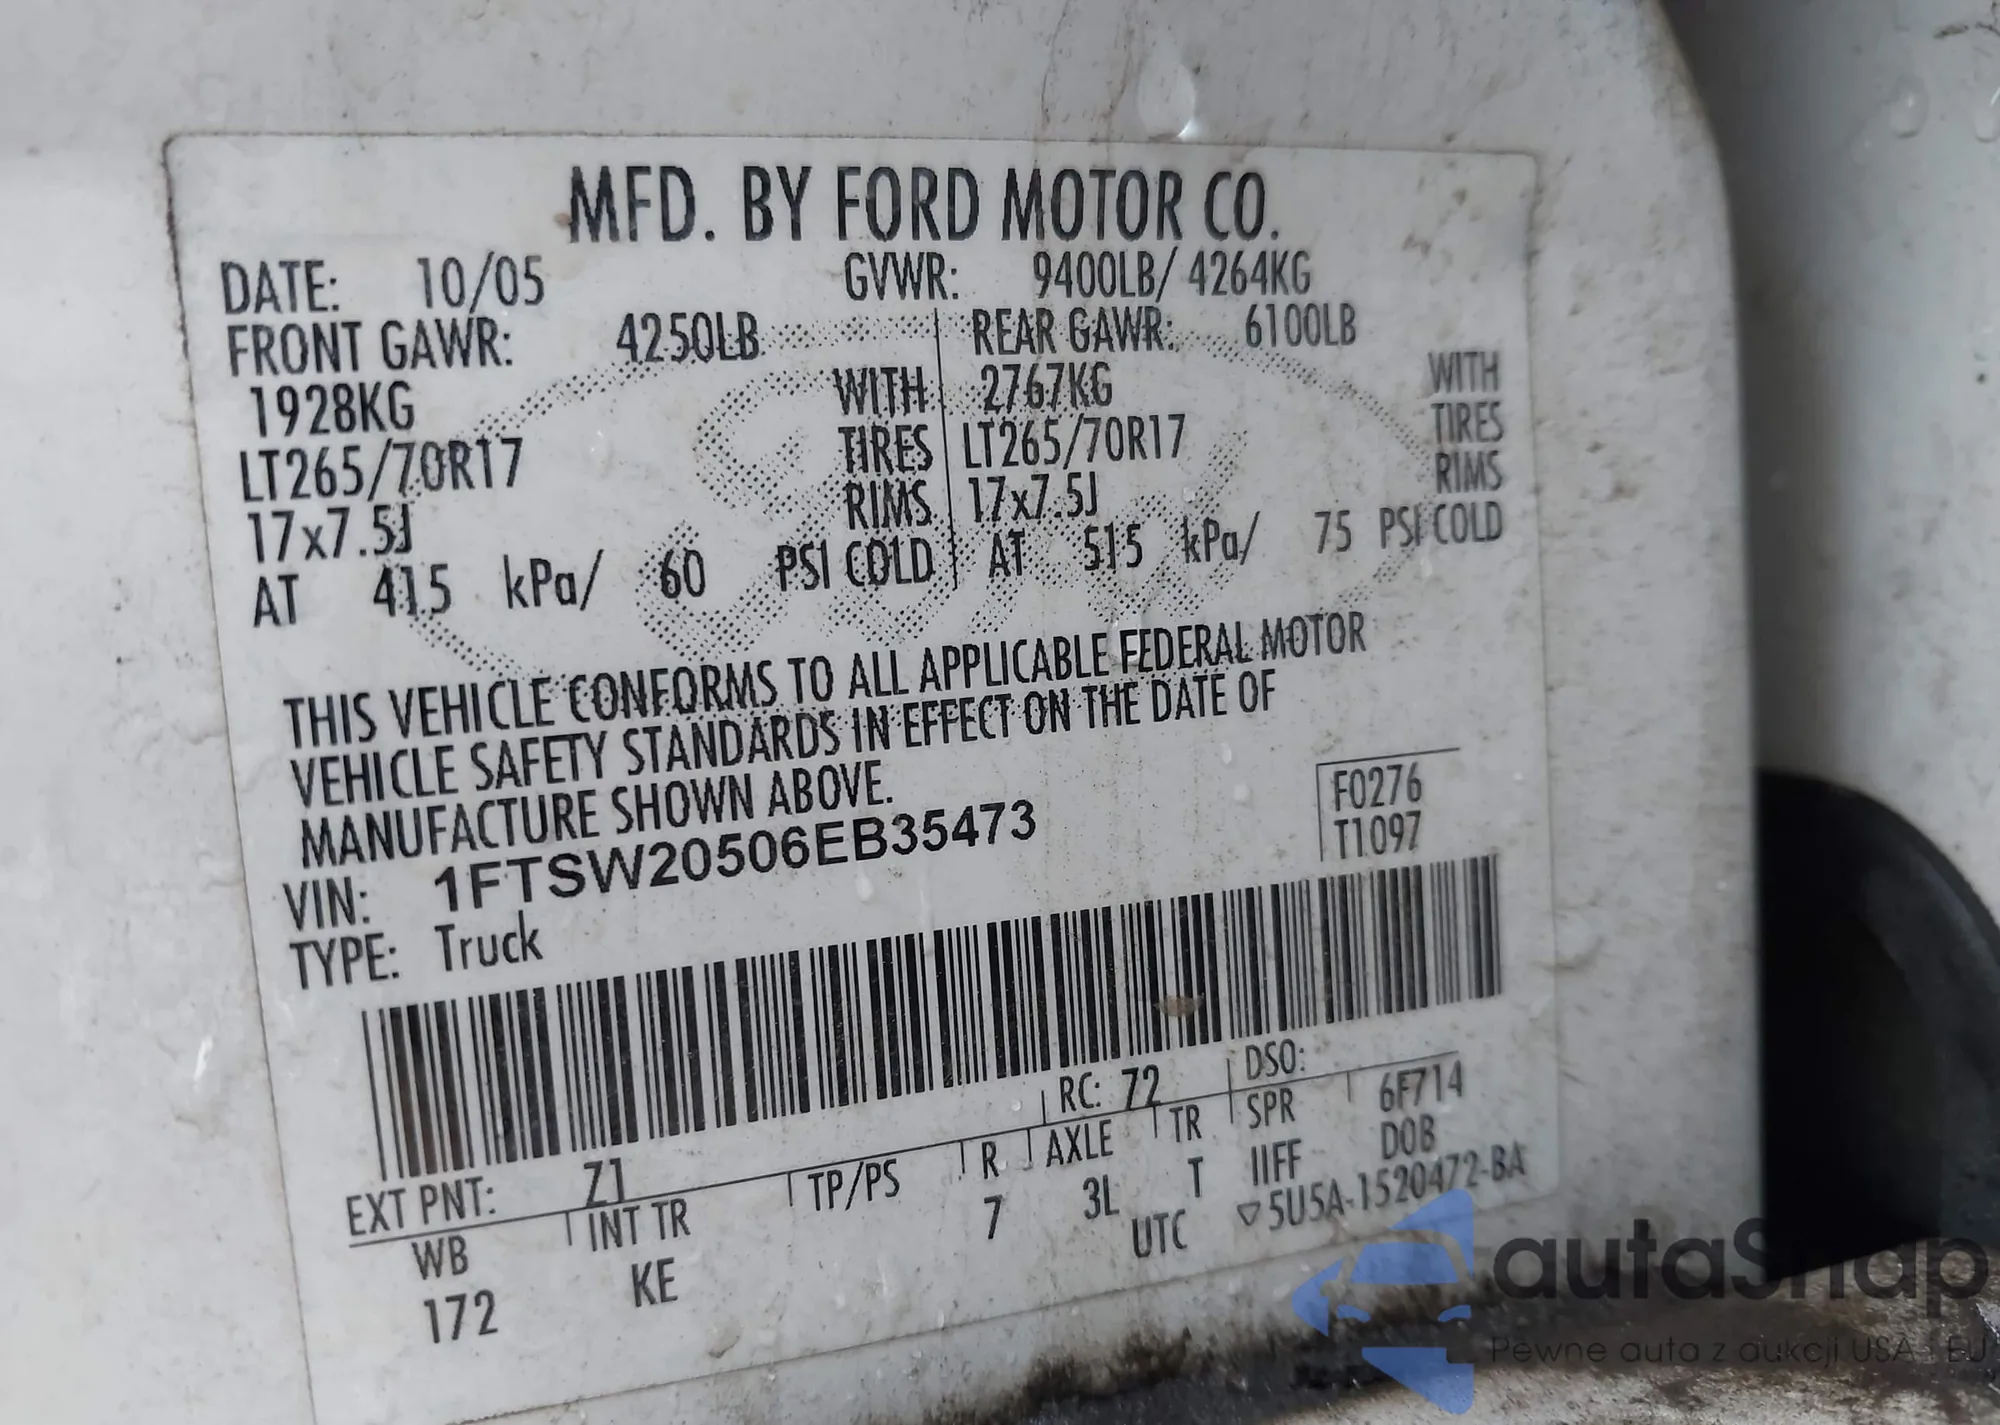 MFD. BY FORD MOTOR CO.
DATE: 10/05 GVWR: 9400LB/ 4264KG
FRONT GAWR: 4250LB REAR GAWR: 6100LB
1928KG WITH 2767KG WITH
LT265/70R17 TIRES LT265/70R17 TIRES
17x7.5J RIMS 17x7.5J RIMS
AT 415 kPa/ 60 PSI COLD AT 515 kPa/ 75 PSI COLD
THIS VEHICLE CONFORMS TO ALL APPLICABLE FEDERAL MOTOR
VEHICLE SAFETY STANDARDS IN EFFECT ON THE DATE OF
MANUFACTURE SHOWN ABOVE.
F0276
VIN: 1FTSW20506EB35473 T1097
TYPE: Truck
EXT PNT: Z1 RC: 72 DSO:
WB INT TR TP/PS R AXLE TR SPR 6F714
172 KE 7 3L T IIFF DOB
UTC ▽5U5A-1520472-BA
autaSnap
Pewne auta z aukcji USA i EU